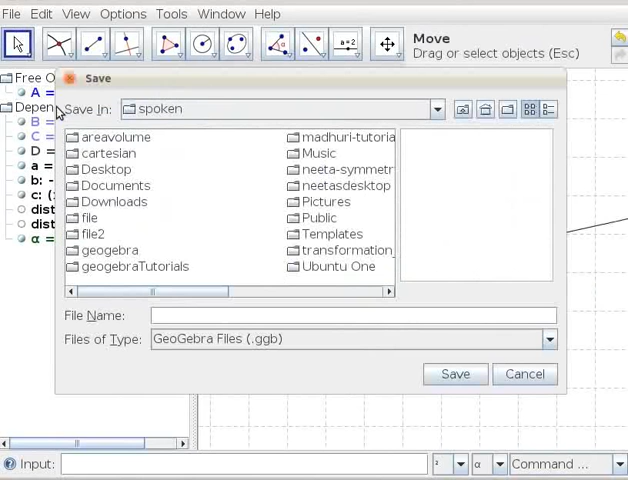 File Edit View Options Tools Window Help
Move
Drag or select objects (Esc)
Free O
A =
Depen
B =
C =
D =
a =
b: -
c: (
dist
dist
α =
Save
Save In: spoken
areavolume
cartesian
Desktop
Documents
Downloads
file
file2
geogebra
geogebraTutorials
madhuri-tutoria
Music
neeta-symmetr
neetasdesktop
Pictures
Public
Templates
transformation_
Ubuntu One
File Name:
Files of Type: GeoGebra Files (.ggb)
Save Cancel
Input: ² α Command ...